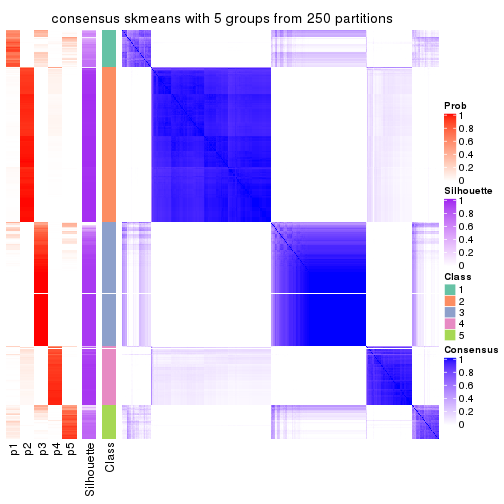 consensus skmeans with 5 groups from 250 partitions
Prob
1
0.8
0.6
0.4
0.2
0
Silhouette
1
0.8
0.6
0.4
0.2
0
Class
1
2
3
4
5
Consensus
1
0.8
0.6
0.4
0.2
0
p1
p2
p3
p4
p5
Silhouette
Class